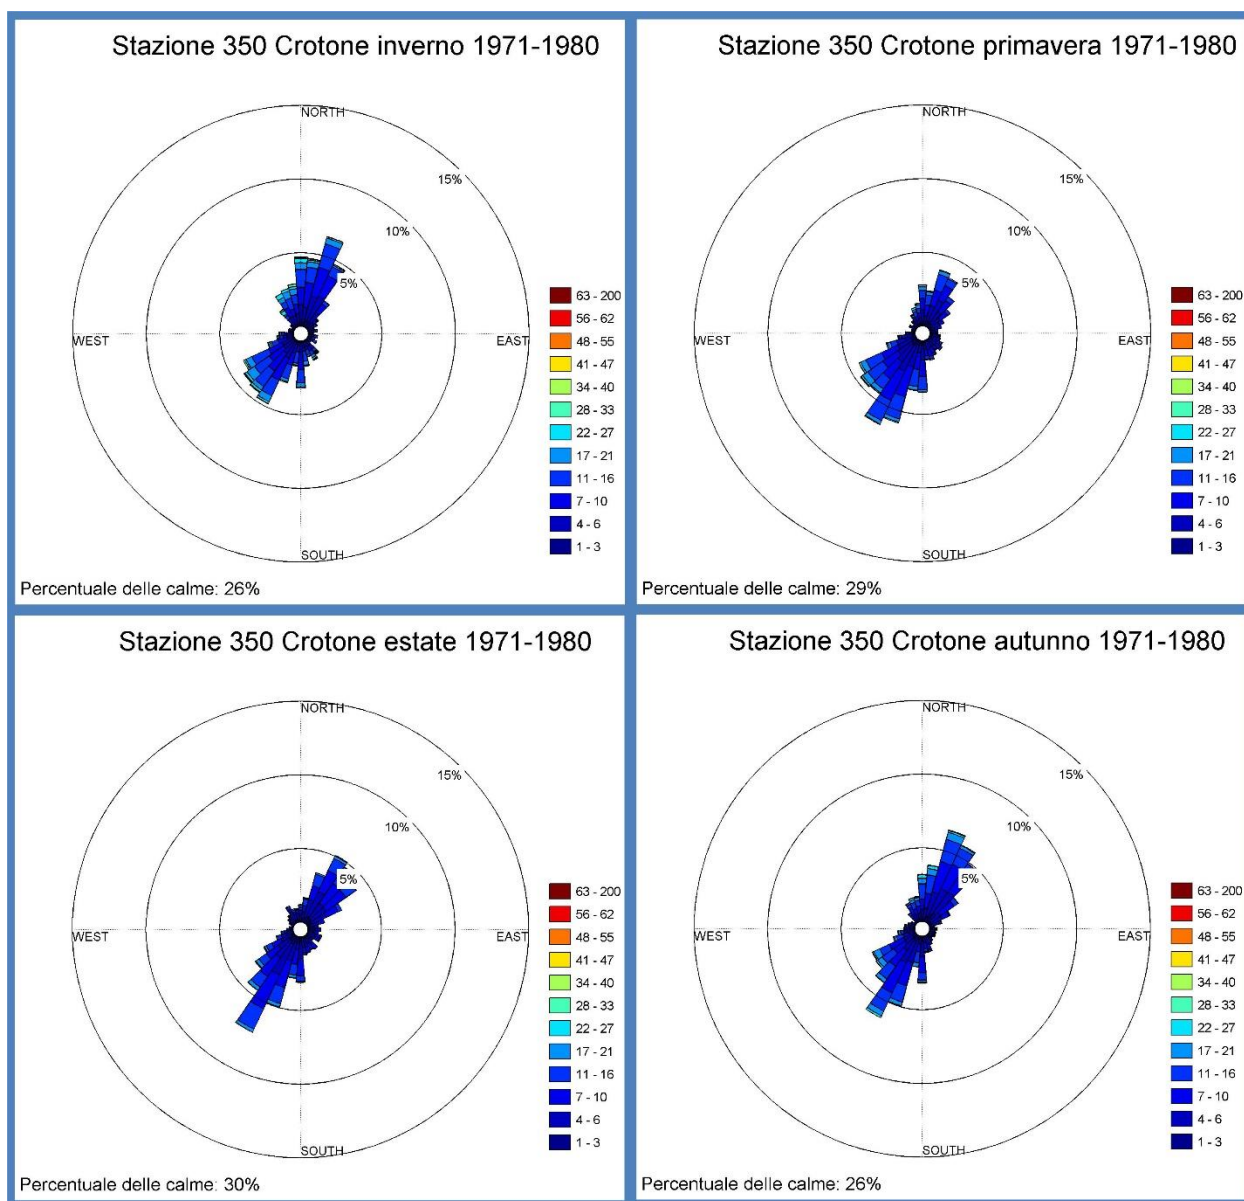 Stazione 350 Crotone inverno 1971-1980
NORTH
15%
10%
5%
WEST
EAST
SOUTH
63 - 200
56 - 62
48 - 55
41 - 47
34 - 40
28 - 33
22 - 27
17 - 21
11 - 16
7 - 10
4 - 6
1 - 3
Percentuale delle calme: 26%
Stazione 350 Crotone primavera 1971-1980
NORTH
15%
10%
5%
WEST
EAST
SOUTH
63 - 200
56 - 62
48 - 55
41 - 47
34 - 40
28 - 33
22 - 27
17 - 21
11 - 16
7 - 10
4 - 6
1 - 3
Percentuale delle calme: 29%
Stazione 350 Crotone estate 1971-1980
NORTH
15%
10%
5%
WEST
EAST
SOUTH
63 - 200
56 - 62
48 - 55
41 - 47
34 - 40
28 - 33
22 - 27
17 - 21
11 - 16
7 - 10
4 - 6
1 - 3
Percentuale delle calme: 30%
Stazione 350 Crotone autunno 1971-1980
NORTH
15%
10%
5%
WEST
EAST
SOUTH
63 - 200
56 - 62
48 - 55
41 - 47
34 - 40
28 - 33
22 - 27
17 - 21
11 - 16
7 - 10
4 - 6
1 - 3
Percentuale delle calme: 26%